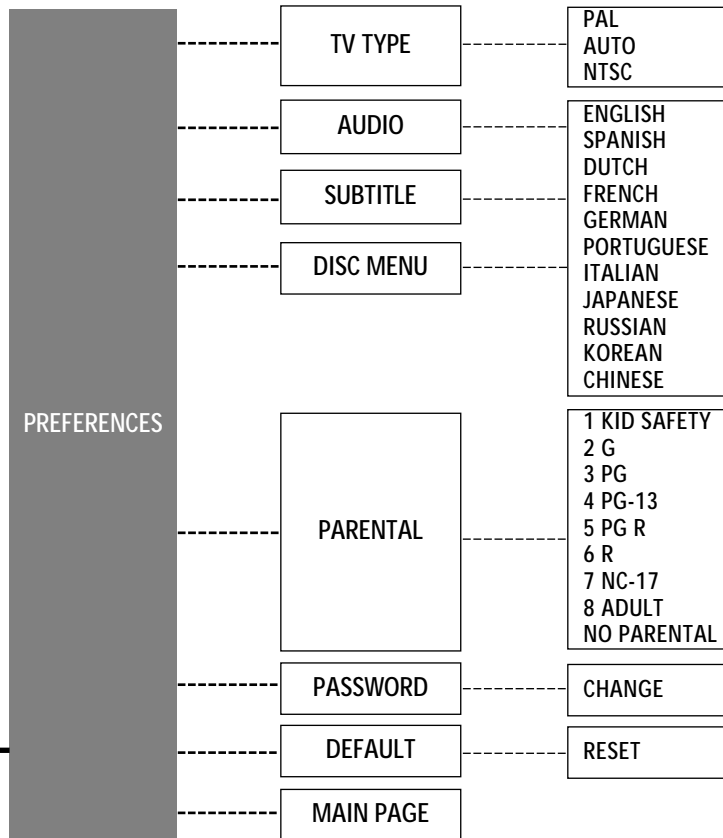 PREFERENCES
TV TYPE
PAL
AUTO
NTSC
AUDIO
SUBTITLE
DISC MENU
ENGLISH
SPANISH
DUTCH
FRENCH
GERMAN
PORTUGUESE
ITALIAN
JAPANESE
RUSSIAN
KOREAN
CHINESE
PARENTAL
1 KID SAFETY
2 G
3 PG
4 PG-13
5 PG R
6 R
7 NC-17
8 ADULT
NO PARENTAL
PASSWORD
CHANGE
DEFAULT
RESET
MAIN PAGE